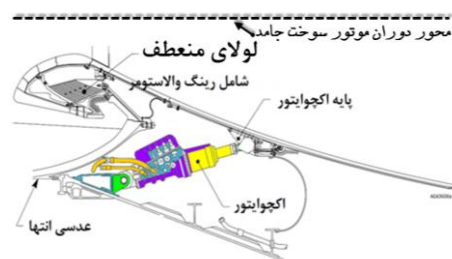 محور دوران موتور سوخت جامد
لولای منعطف
شامل رینگ والاستومر
پایه اکچوایتور
اکچوایتور
عدسی انتها